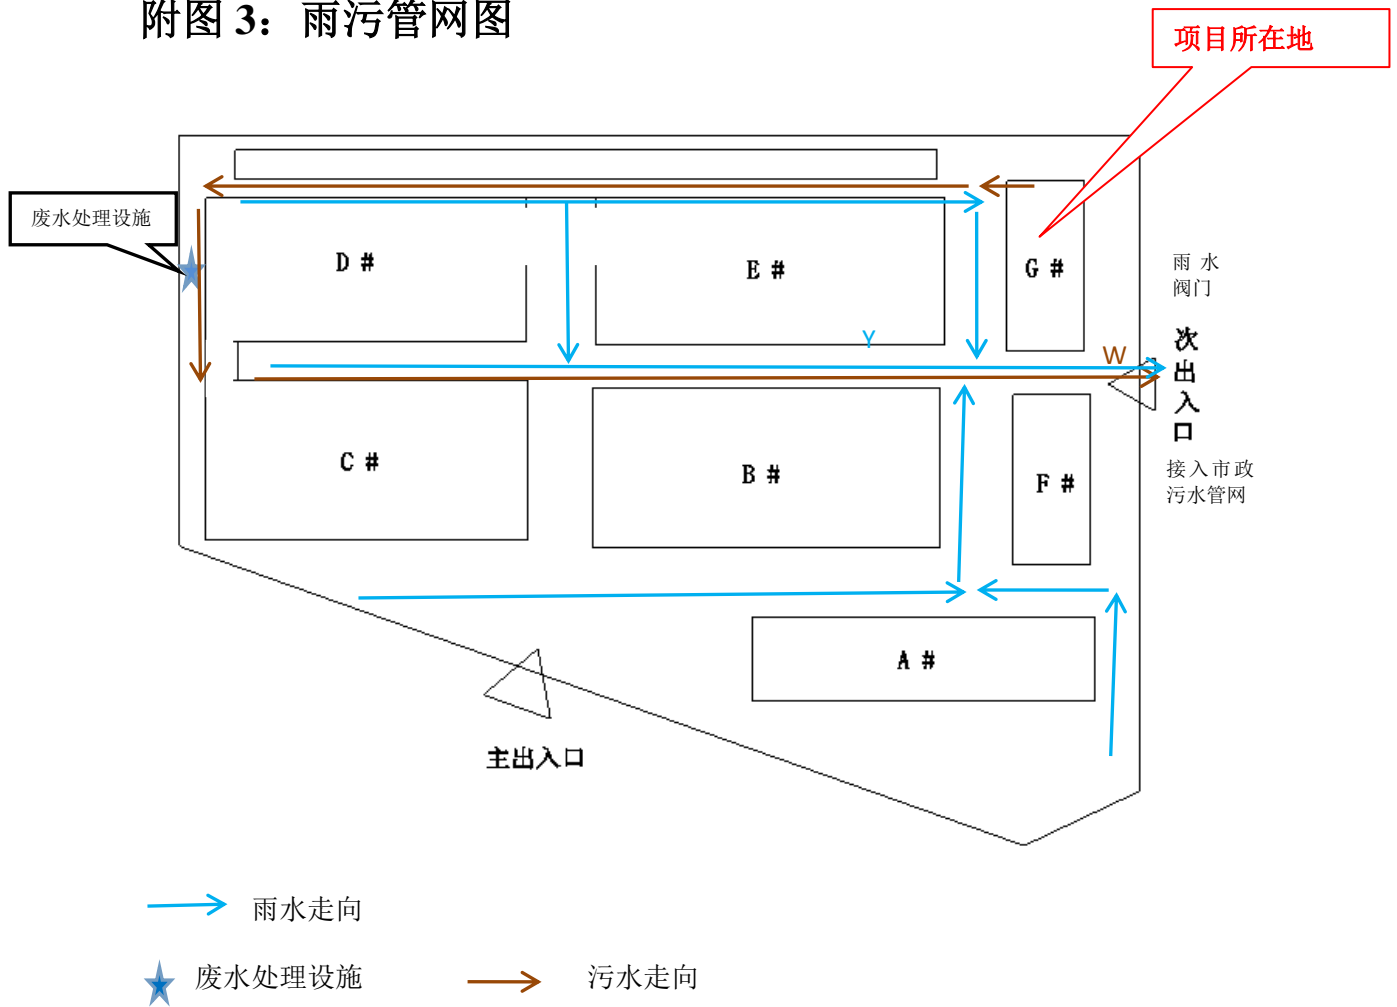 附图 3：雨污管网图
项目所在地
废水处理设施
D #
E #
G #
雨 水
阀门
次
出
入
口
Y
W
C #
B #
F #
接入市政
污水管网
A #
主出入口
雨水走向
废水处理设施
污水走向